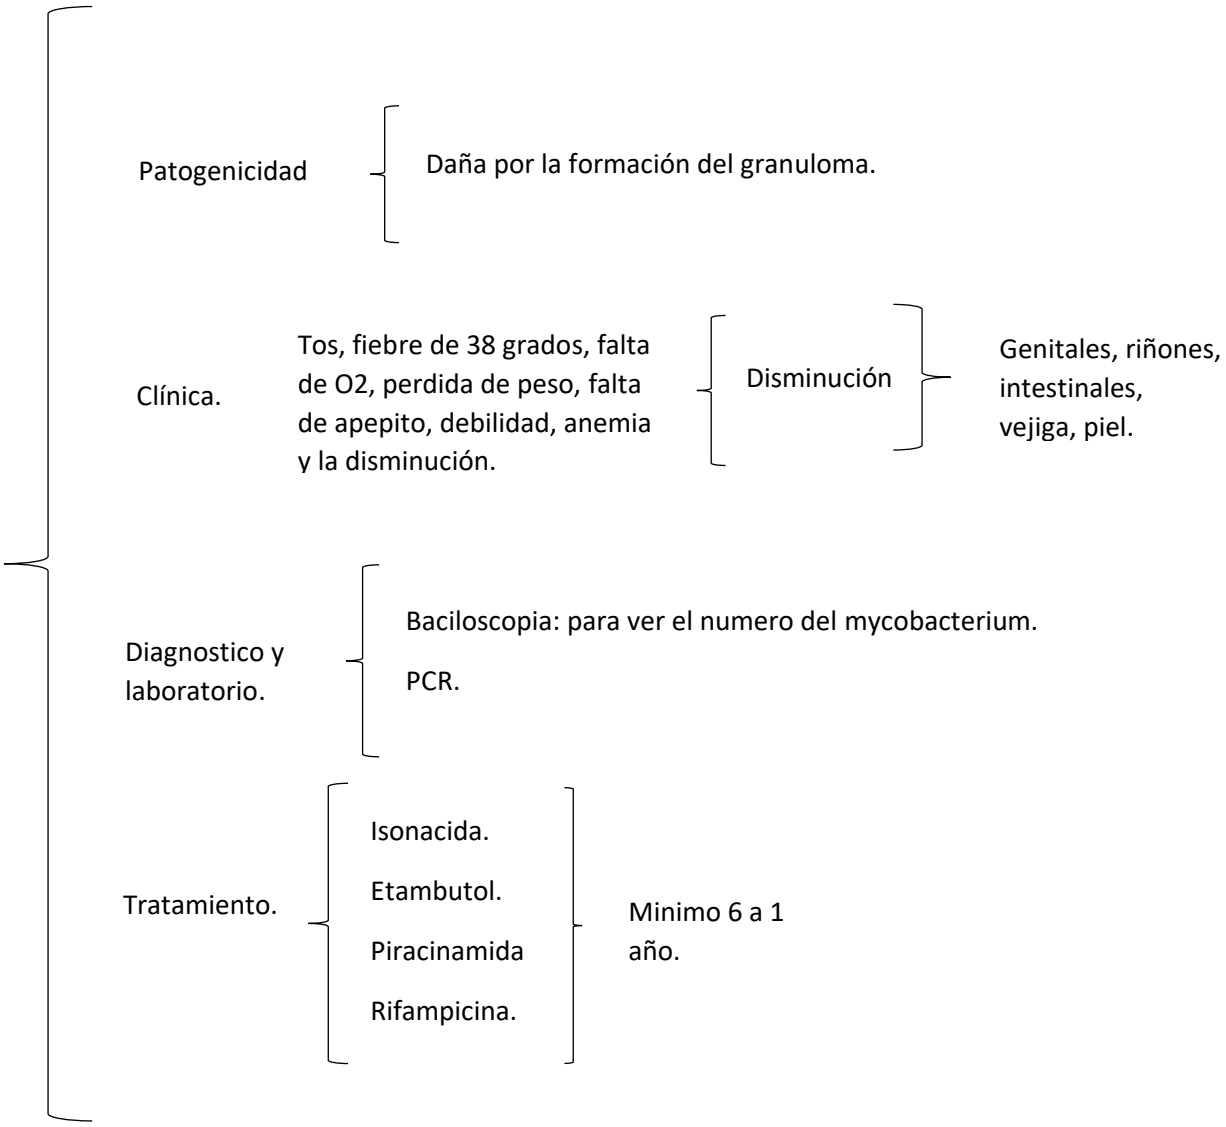 Patogenicidad
Daña por la formación del granuloma.
Clínica.
Tos, fiebre de 38 grados, falta
de O2, perdida de peso, falta
de apepito, debilidad, anemia
y la disminución.
Disminución
Genitales, riñones,
intestinales,
vejiga, piel.
Diagnostico y
laboratorio.
Baciloscopia: para ver el numero del mycobacterium.
PCR.
Tratamiento.
Isonacida.
Etambutol.
Piracinamida
Rifampicina.
Minimo 6 a 1
año.